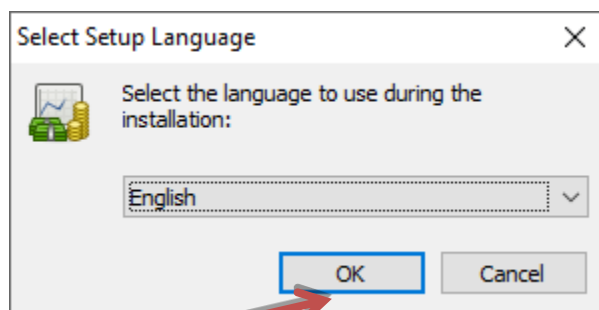 Select Setup Language
Select the language to use during the
installation:
English
OK
Cancel